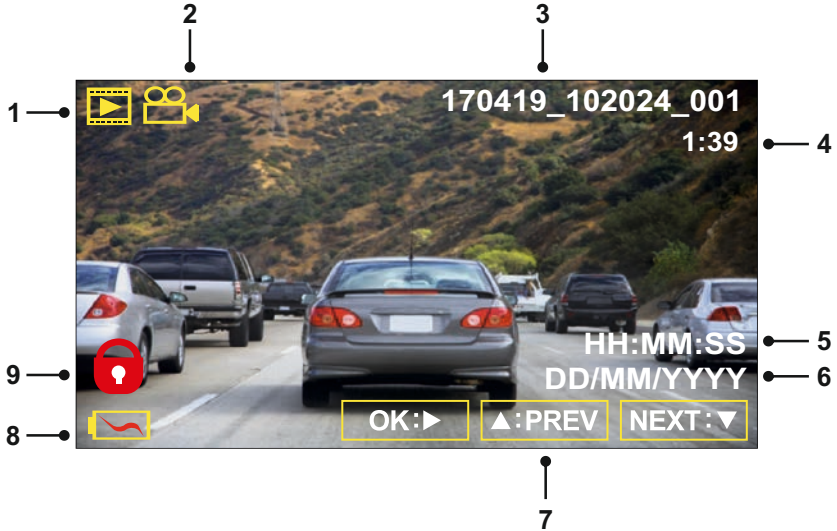 2 3
170419_102024_001
1
1:39 4
HH:MM:SS 5
9 DD/MM/YYYY 6
8 OK:▶ ▲:PREV NEXT:▼
7